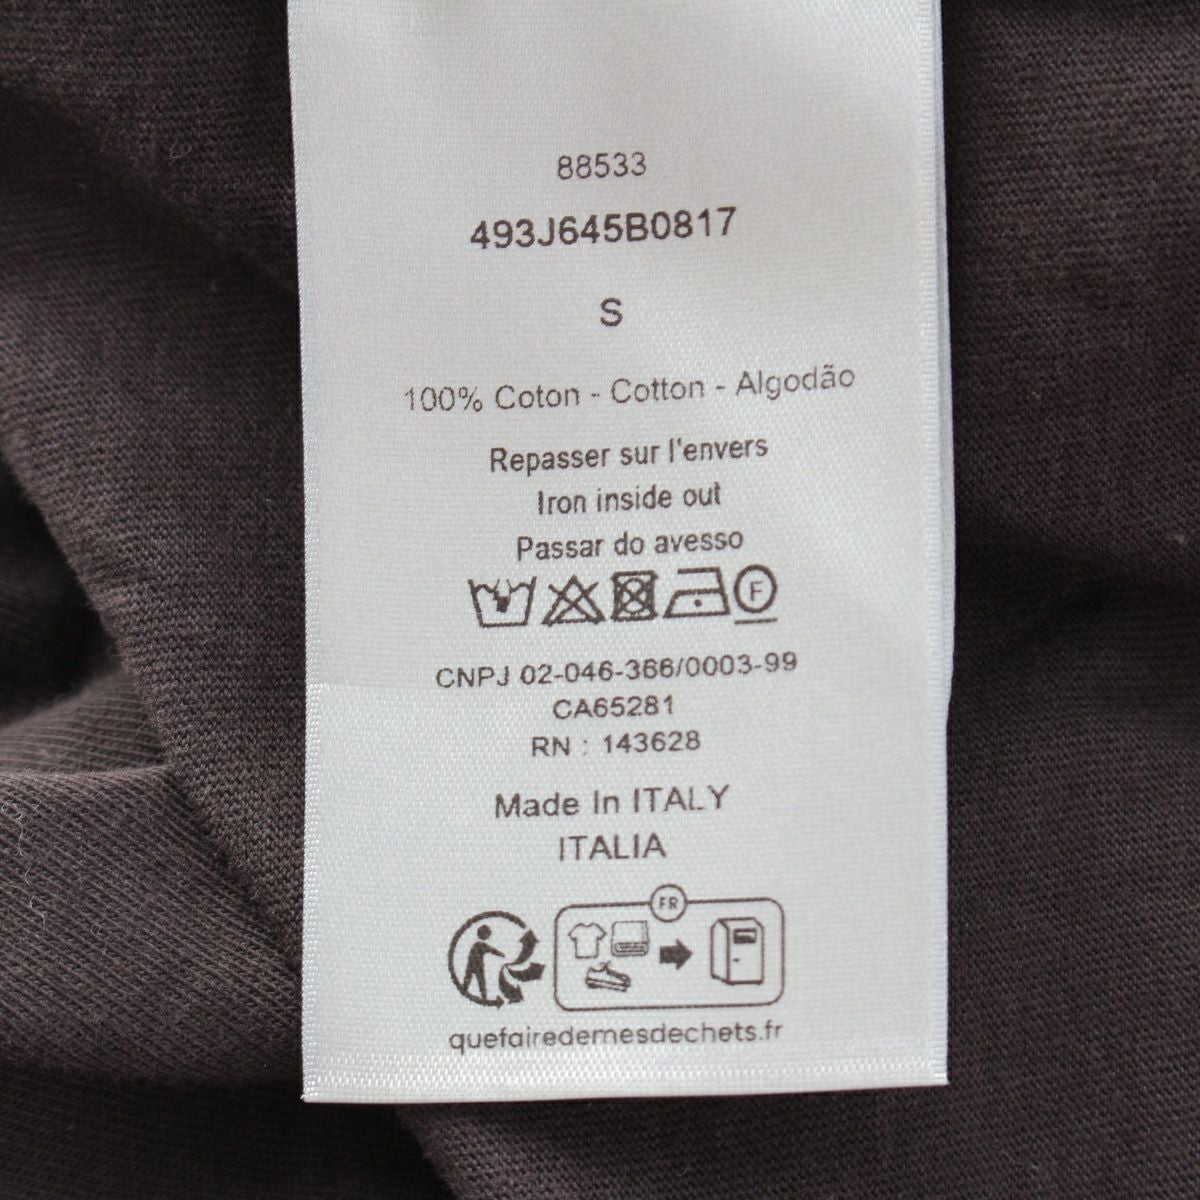 88533
493J645B0817
S
100% Coton - Cotton - Algodão
Repasser sur l'envers
Iron inside out
Passar do avesso
F
CNPJ 02-046-366/0003-99
CA65281
RN : 143628
Made In ITALY
ITALIA
FR
quefairedemesdechets.fr